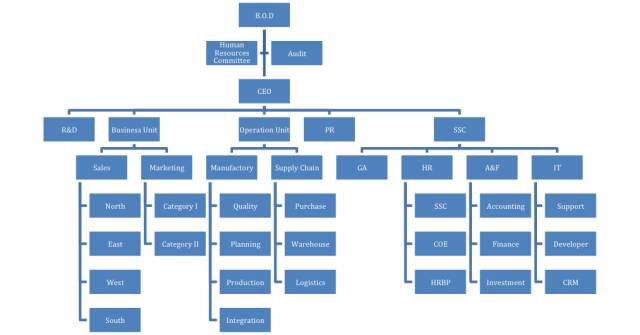 B.O.D
Human
Resources
Committee
Audit
CEO
R&D
Business Unit
Operation Unit
PR
SSC
Sales
Marketing
Manufactory
Supply Chain
GA
HR
A&F
IT
North
Category I
Quality
Purchase
SSC
Accounting
Support
East
Category II
Planning
Warehouse
COE
Finance
Developer
West
Production
Logistics
HRBP
Investment
CRM
South
Integration